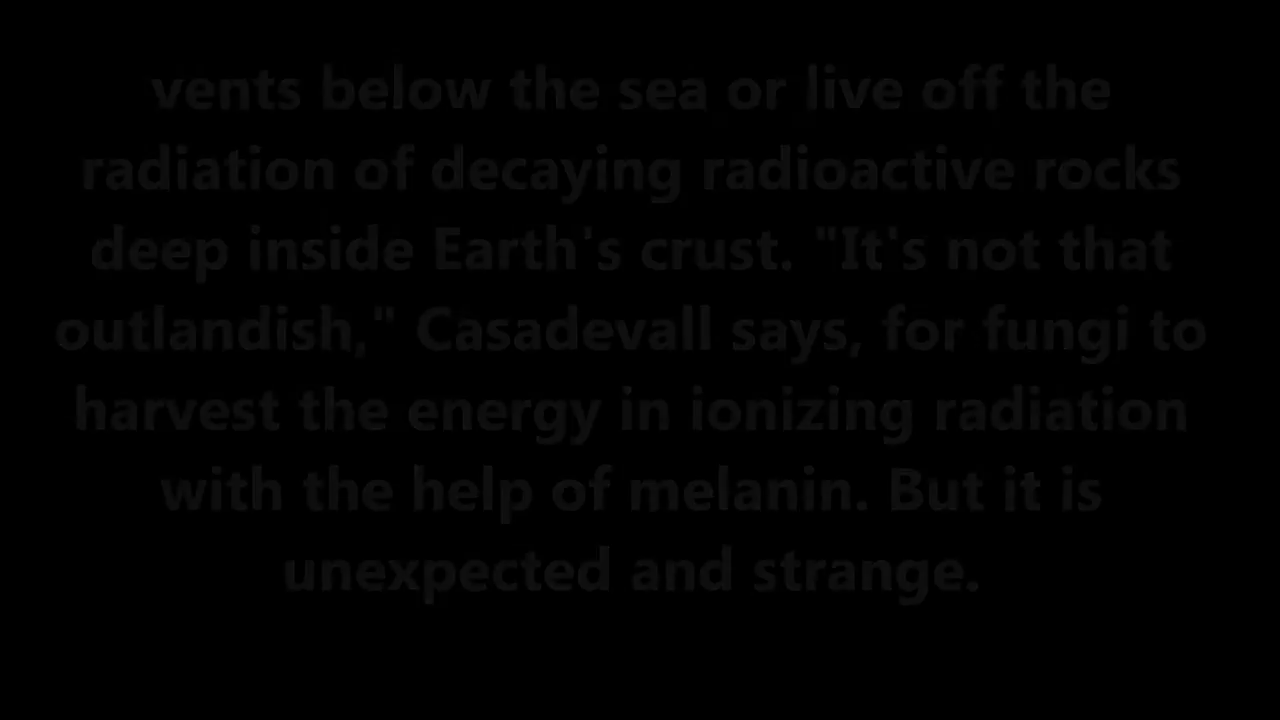 vents below the sea or live off the
radiation of decaying radioactive rocks
deep inside Earth's crust. "It's not that
outlandish," Casadevall says, for fungi to
harvest the energy in ionizing radiation
with the help of melanin. But it is
unexpected and strange.